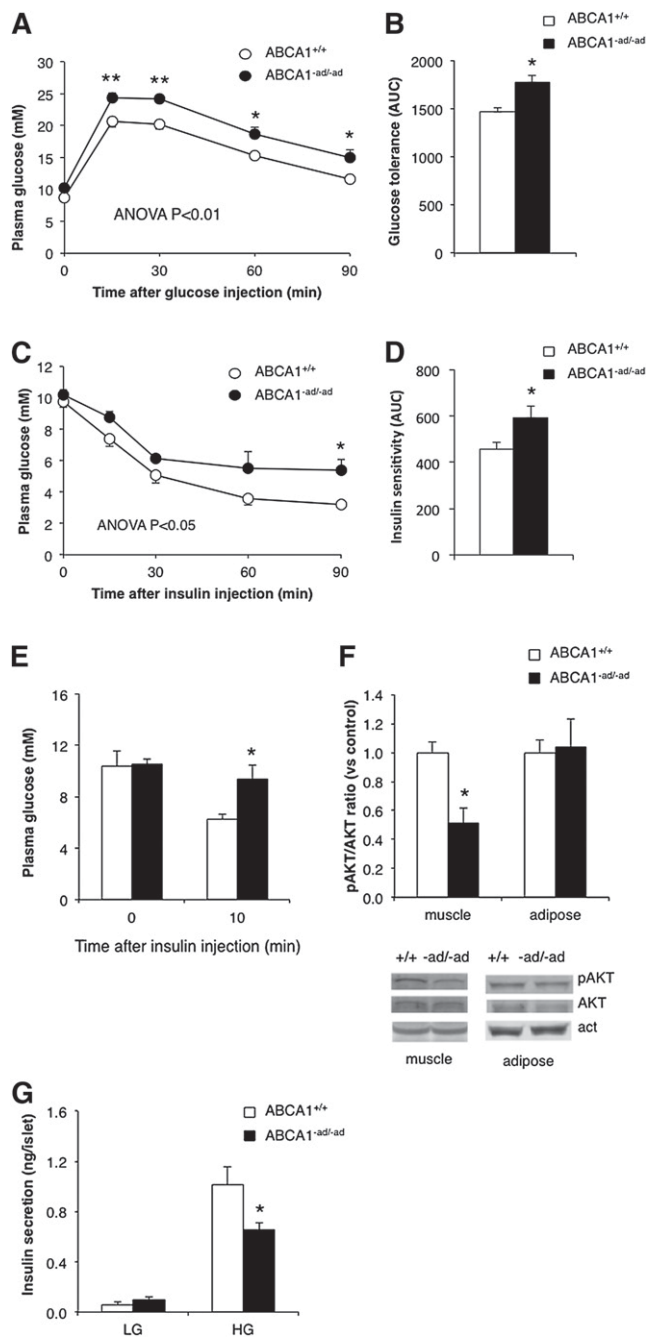 A
ABCA1+/+
ABCA1-ad/-ad
Plasma glucose (mM)
30
25
20
15
10
5
0
** ** * *
ANOVA P<0.01
0 30 60 90
Time after glucose injection (min)
B
ABCA1+/+
ABCA1-ad/-ad
Glucose tolerance (AUC)
2000
1500
1000
500
0
*
C
ABCA1+/+
ABCA1-ad/-ad
Plasma glucose (mM)
12
10
8
6
4
2
0
*
ANOVA P<0.05
0 30 60 90
Time after insulin injection (min)
D
ABCA1+/+
ABCA1-ad/-ad
Insulin sensitivity (AUC)
800
600
400
200
0
*
E
Plasma glucose (mM)
16
12
8
4
0
*
0 10
Time after insulin injection (min)
F
ABCA1+/+
ABCA1-ad/-ad
pAKT/AKT ratio (vs control)
1.4
1.2
1.0
0.8
0.6
0.4
0.2
0.0
*
muscle adipose
+/+ -ad/-ad +/+ -ad/-ad
pAKT
AKT
act
muscle adipose
G
ABCA1+/+
ABCA1-ad/-ad
Insulin secretion (ng/islet)
1.6
1.2
0.8
0.4
0.0
*
LG HG